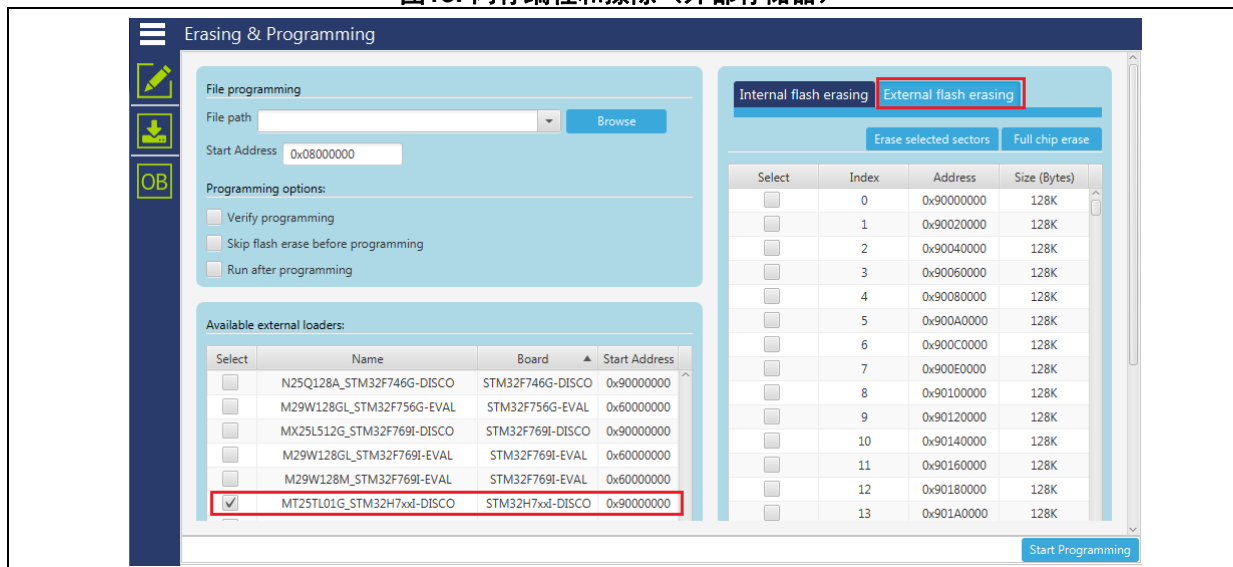 Erasing & Programming
File programming
File path
Browse
Start Address 0x08000000
Programming options:
Verify programming
Skip flash erase before programming
Run after programming
Available external loaders:
Select Name Board Start Address
N25Q128A_STM32F746G-DISCO STM32F746G-DISCO 0x90000000
M29W128GL_STM32F756G-EVAL STM32F756G-EVAL 0x60000000
MX25L512G_STM32F769I-DISCO STM32F769I-DISCO 0x90000000
M29W128GL_STM32F769I-EVAL STM32F769I-EVAL 0x60000000
M29W128M_STM32F769I-EVAL STM32F769I-EVAL 0x60000000
MT25TL01G_STM32H7xxI-DISCO STM32H7xxI-DISCO 0x90000000
OB
Internal flash erasing External flash erasing
Erase selected sectors Full chip erase
Select Index Address Size (Bytes)
0 0x90000000 128K
1 0x90020000 128K
2 0x90040000 128K
3 0x90060000 128K
4 0x90080000 128K
5 0x900A0000 128K
6 0x900C0000 128K
7 0x900E0000 128K
8 0x90100000 128K
9 0x90120000 128K
10 0x90140000 128K
11 0x90160000 128K
12 0x90180000 128K
13 0x901A0000 128K
Start Programming